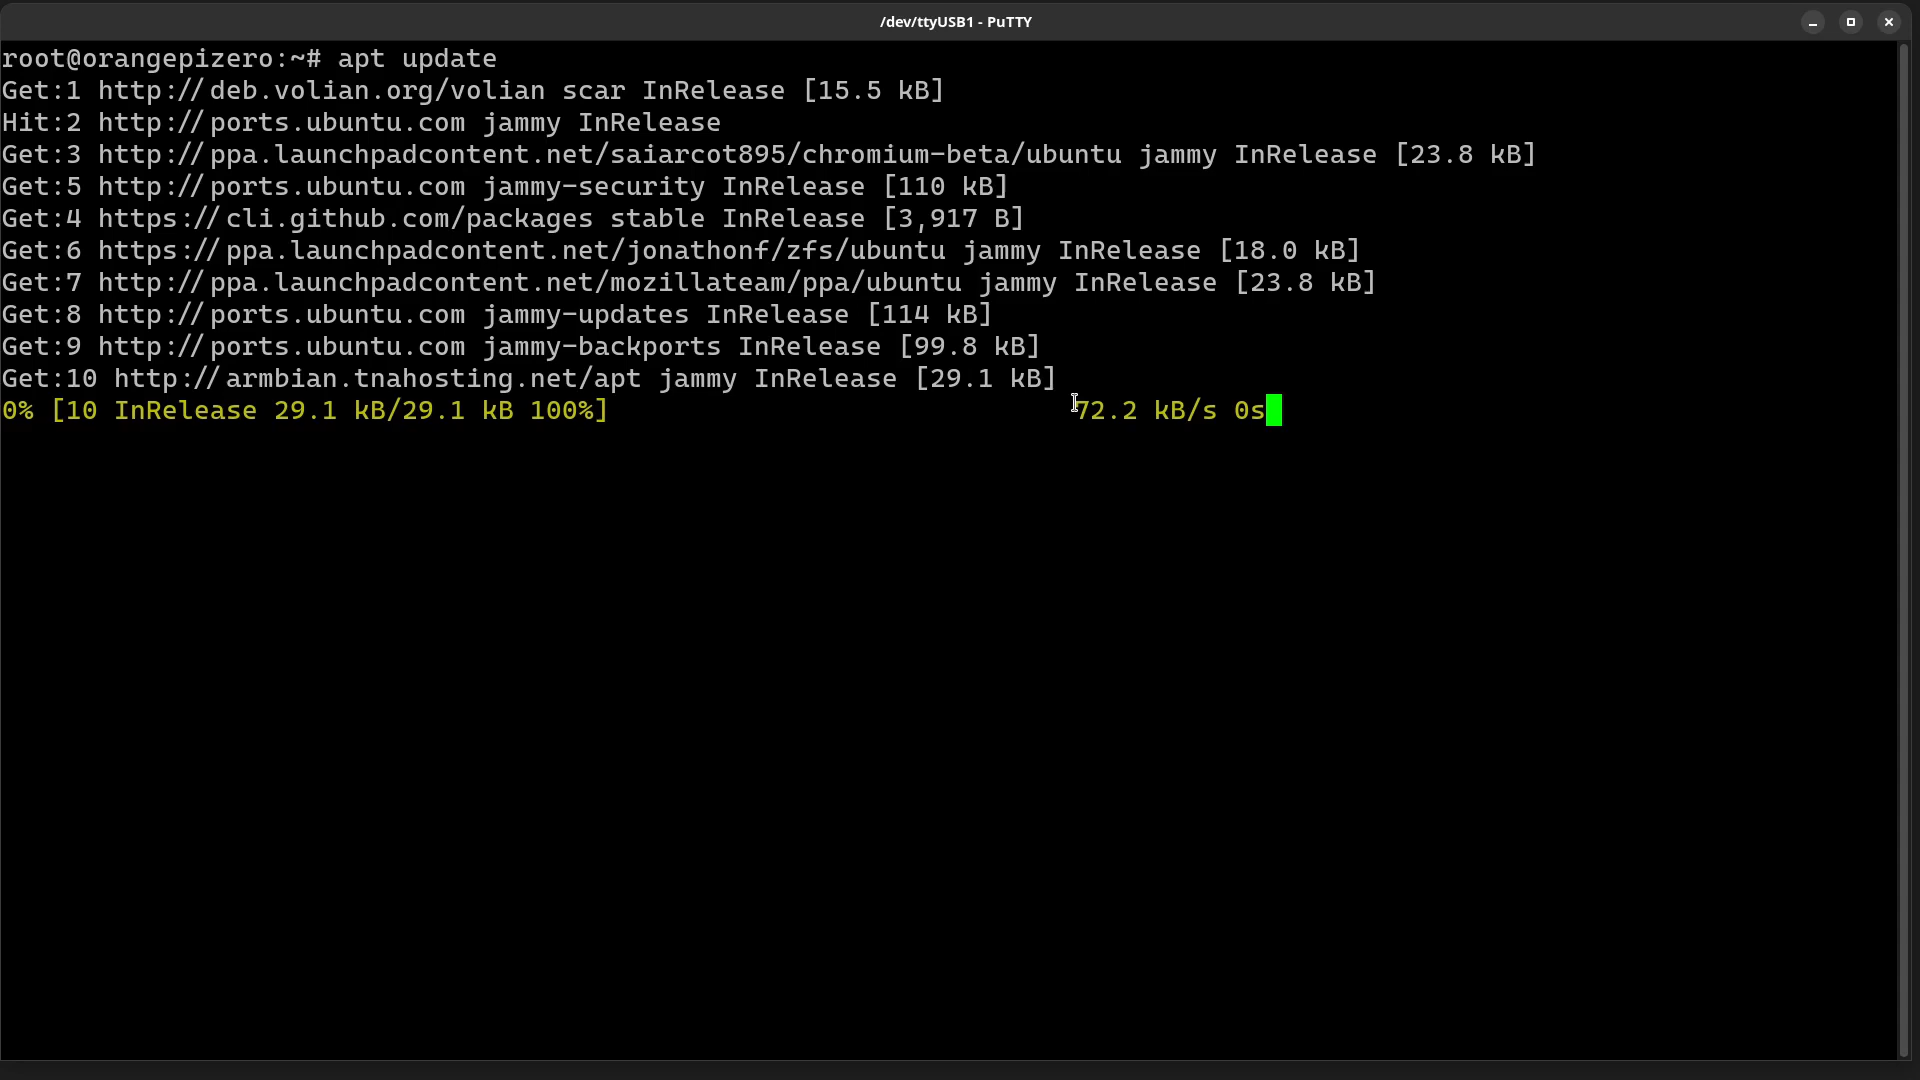 /dev/ttyUSB1 - PuTTY
root@orangepizero:~# apt update
Get:1 http://deb.volian.org/volian scar InRelease [15.5 kB]
Hit:2 http://ports.ubuntu.com jammy InRelease
Get:3 http://ppa.launchpadcontent.net/saiarcot895/chromium-beta/ubuntu jammy InRelease [23.8 kB]
Get:5 http://ports.ubuntu.com jammy-security InRelease [110 kB]
Get:4 https://cli.github.com/packages stable InRelease [3,917 B]
Get:6 https://ppa.launchpadcontent.net/jonathonf/zfs/ubuntu jammy InRelease [18.0 kB]
Get:7 http://ppa.launchpadcontent.net/mozillateam/ppa/ubuntu jammy InRelease [23.8 kB]
Get:8 http://ports.ubuntu.com jammy-updates InRelease [114 kB]
Get:9 http://ports.ubuntu.com jammy-backports InRelease [99.8 kB]
Get:10 http://armbian.tnahosting.net/apt jammy InRelease [29.1 kB]
0% [10 InRelease 29.1 kB/29.1 kB 100%] 72.2 kB/s 0s